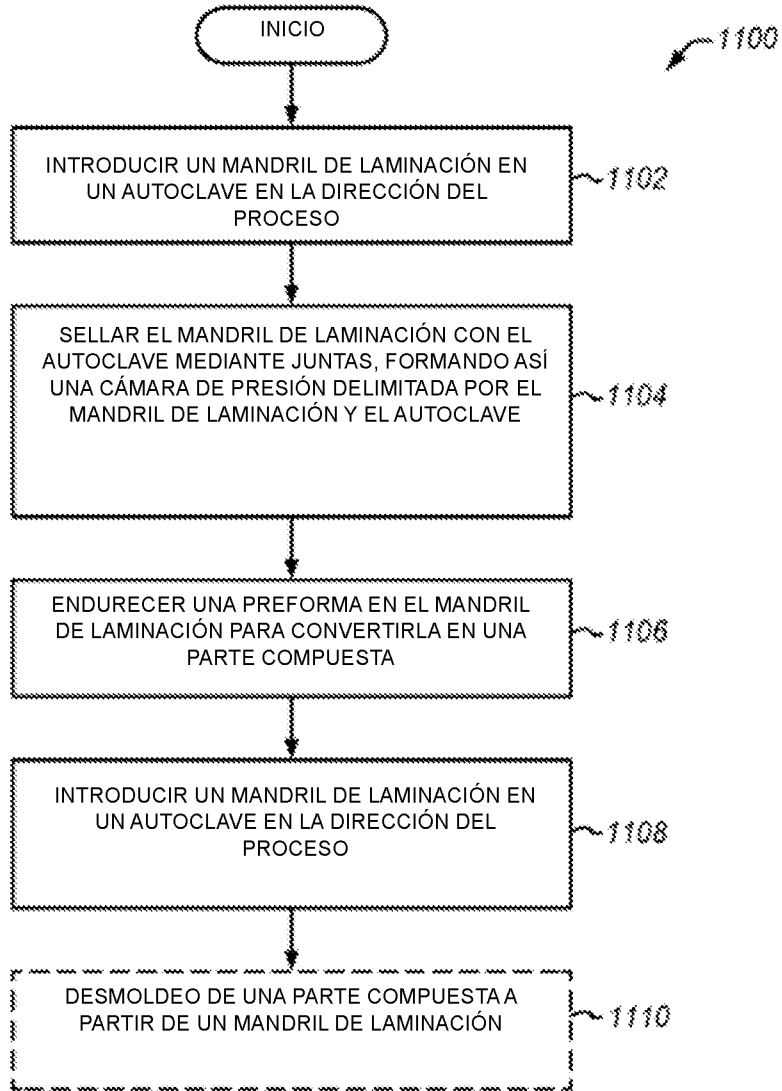 INICIO
1100
INTRODUCIR UN MANDRIL DE LAMINACIÓN EN
UN AUTOCLAVE EN LA DIRECCIÓN DEL
PROCESO
1102
SELLAR EL MANDRIL DE LAMINACIÓN CON EL
AUTOCLAVE MEDIANTE JUNTAS, FORMANDO ASÍ
UNA CÁMARA DE PRESIÓN DELIMITADA POR EL
MANDRIL DE LAMINACIÓN Y EL AUTOCLAVE
1104
ENDURECER UNA PREFORMA EN EL MANDRIL
DE LAMINACIÓN PARA CONVERTIRLA EN UNA
PARTE COMPUESTA
1106
INTRODUCIR UN MANDRIL DE LAMINACIÓN EN
UN AUTOCLAVE EN LA DIRECCIÓN DEL
PROCESO
1108
DESMOLDEO DE UNA PARTE COMPUESTA A
PARTIR DE UN MANDRIL DE LAMINACIÓN
1110